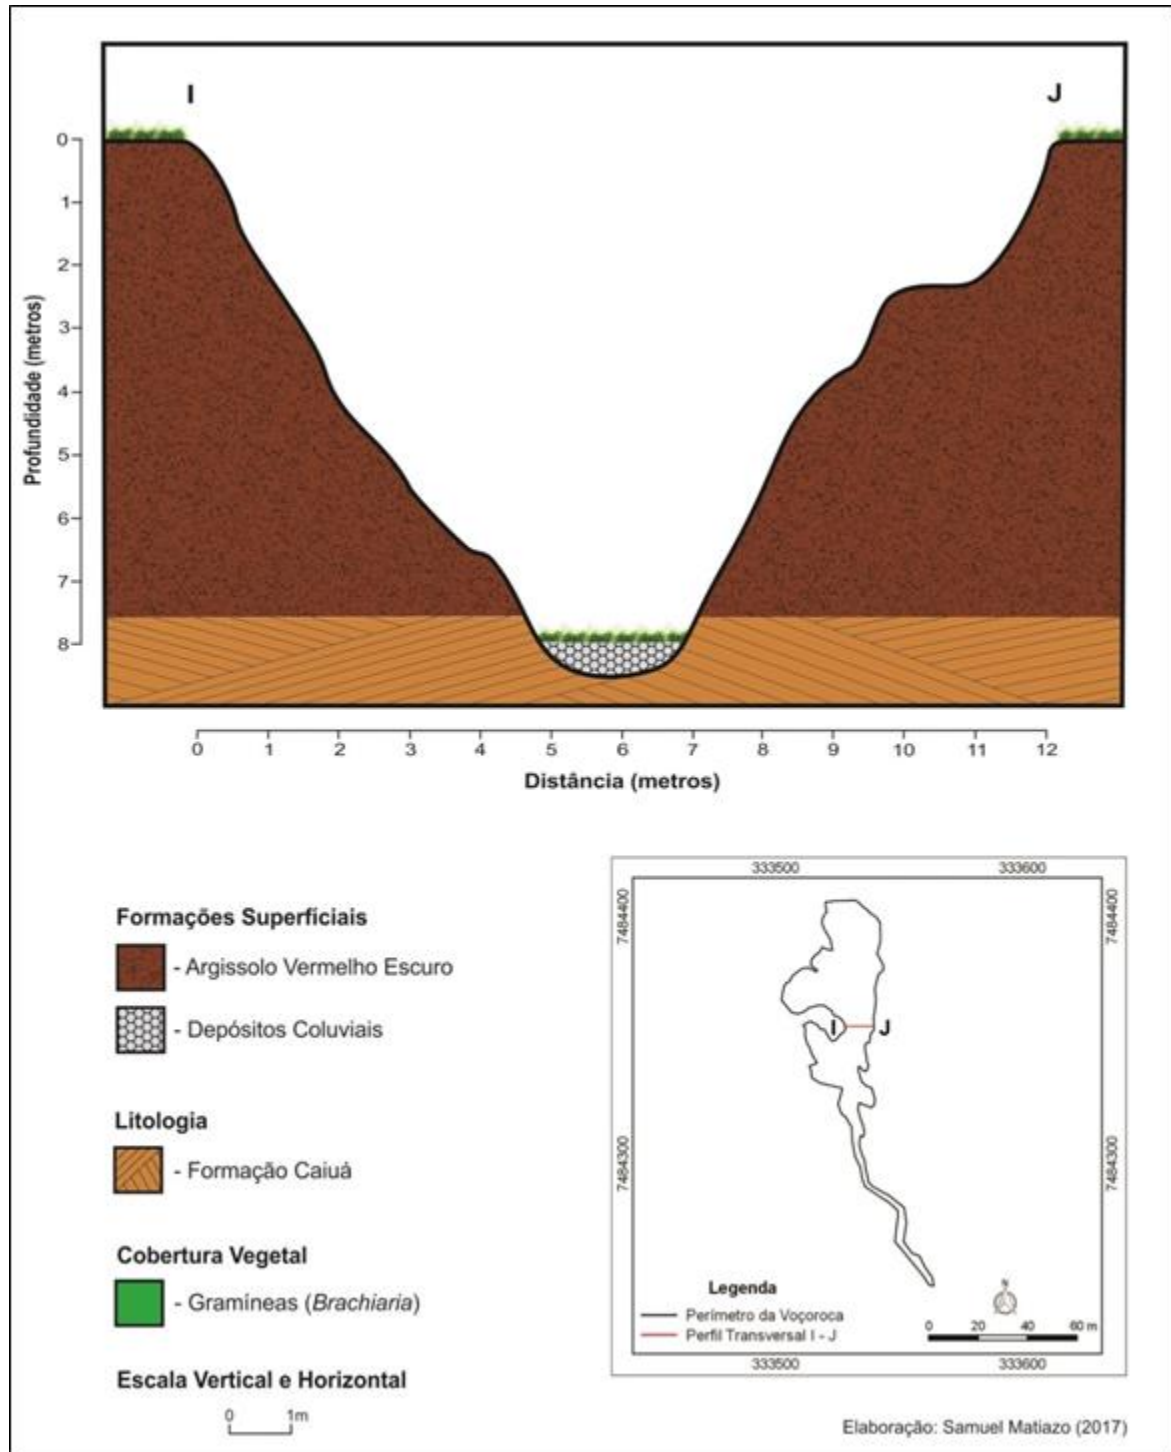 I J
0
1
2
3
4
5
6
7
8
Profundidade (metros)
0 1 2 3 4 5 6 7 8 9 10 11 12
Distância (metros)
Formações Superficiais
- Argissolo Vermelho Escuro
- Depósitos Coluviais
Litologia
- Formação Caiuá
Cobertura Vegetal
- Gramíneas (Brachiaria)
Escala Vertical e Horizontal
0 1m
333500 333600
7484400 7484400
I J
7484300 7484300
Legenda
Perímetro da Voçoroca
Perfil Transversal I - J
N
0 20 40 60 m
333500 333600
Elaboração: Samuel Matiazo (2017)